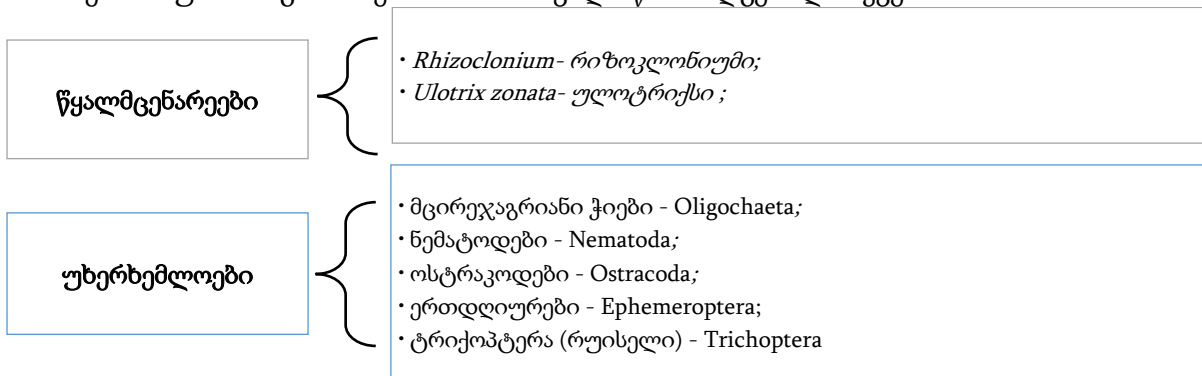 წყალმცენარეები
• Rhizoclonium- რიზოკლონიუმი;
• Ulotrix zonata- ულოტრიქსი ;
უხერხემლოები
• მცირეჯაგრიანი ჭიები - Oligochaeta;
• ნემატოდები - Nematoda;
• ოსტრაკოდები - Ostracoda;
• ერთდღიურები - Ephemeroptera;
• ტრიქოპტერა (რუისელი) - Trichoptera